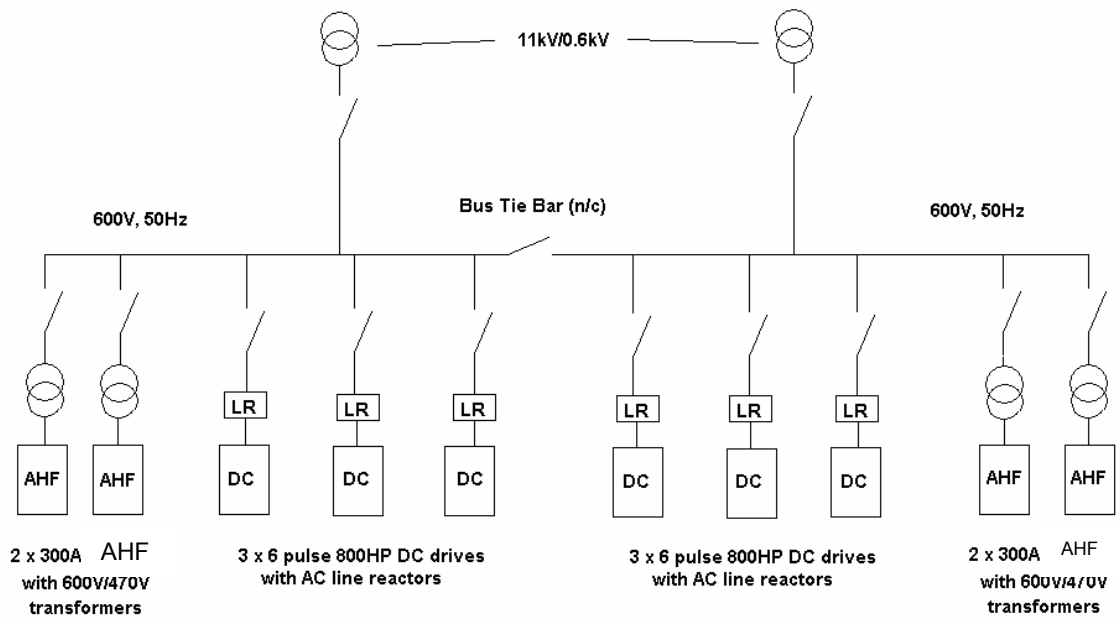 11kV/0.6kV
Bus Tie Bar (n/c)
600V, 50Hz
600V, 50Hz
LR
LR
LR
LR
LR
LR
AHF
AHF
DC
DC
DC
DC
DC
DC
AHF
AHF
2 x 300A AHF
with 600V/470V
transformers
3 x 6 pulse 800HP DC drives
with AC line reactors
3 x 6 pulse 800HP DC drives
with AC line reactors
2 x 300A AHF
with 600V/470V
transformers